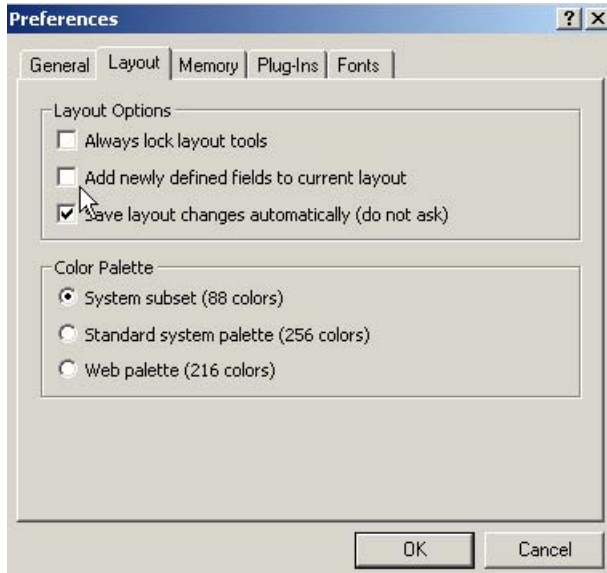 Preferences
General Layout Memory Plug-Ins Fonts
Layout Options
Always lock layout tools
Add newly defined fields to current layout
Save layout changes automatically (do not ask)
Color Palette
System subset (88 colors)
Standard system palette (256 colors)
Web palette (216 colors)
OK Cancel